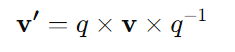 v′ = q × v × q⁻¹